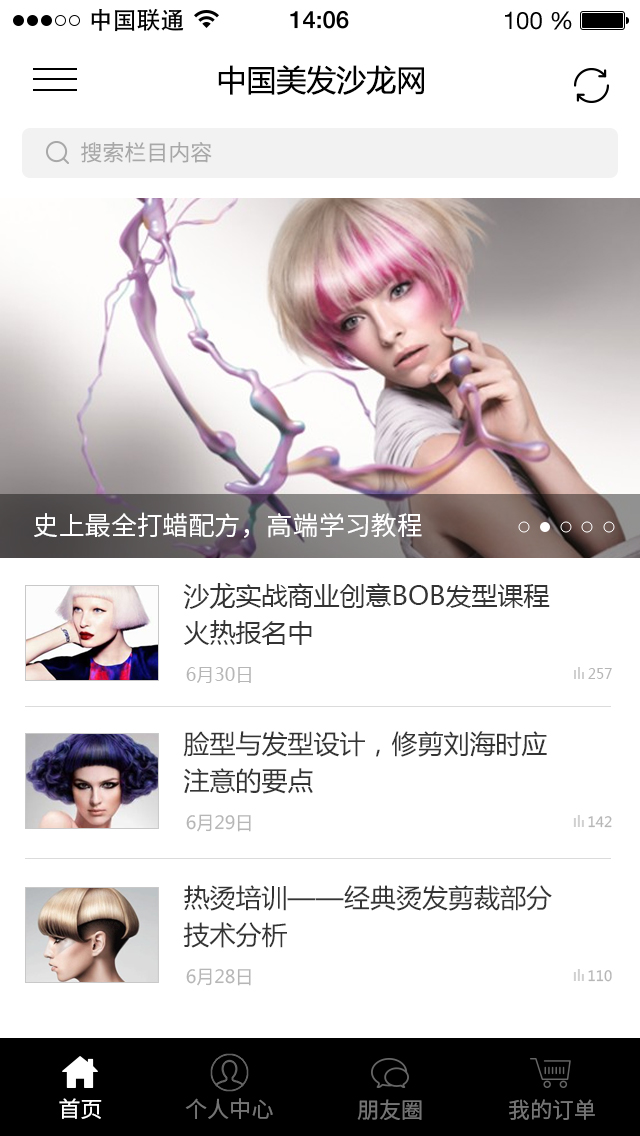 中国联通 14:06 100 %
中国美发沙龙网
搜索栏目内容
史上最全打蜡配方，高端学习教程
沙龙实战商业创意BOB发型课程
火热报名中
6月30日 257
脸型与发型设计，修剪刘海时应
注意的要点
6月29日 142
热烫培训——经典烫发剪裁部分
技术分析
6月28日 110
首页 个人中心 朋友圈 我的订单